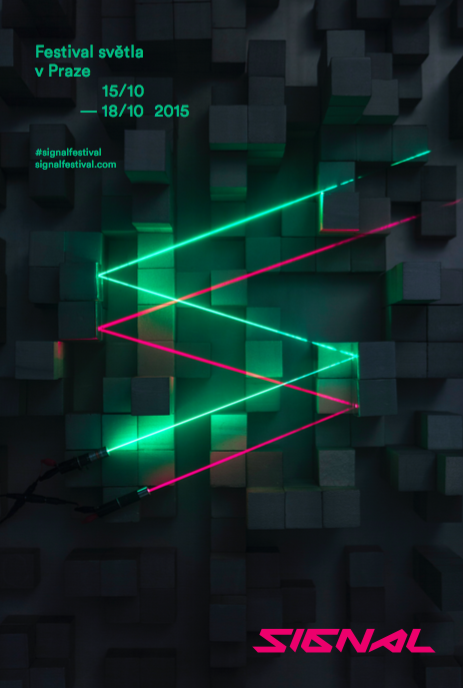 Festival světla
v Praze
15/10
— 18/10 2015
#signalfestival
signalfestival.com
SIGNAL